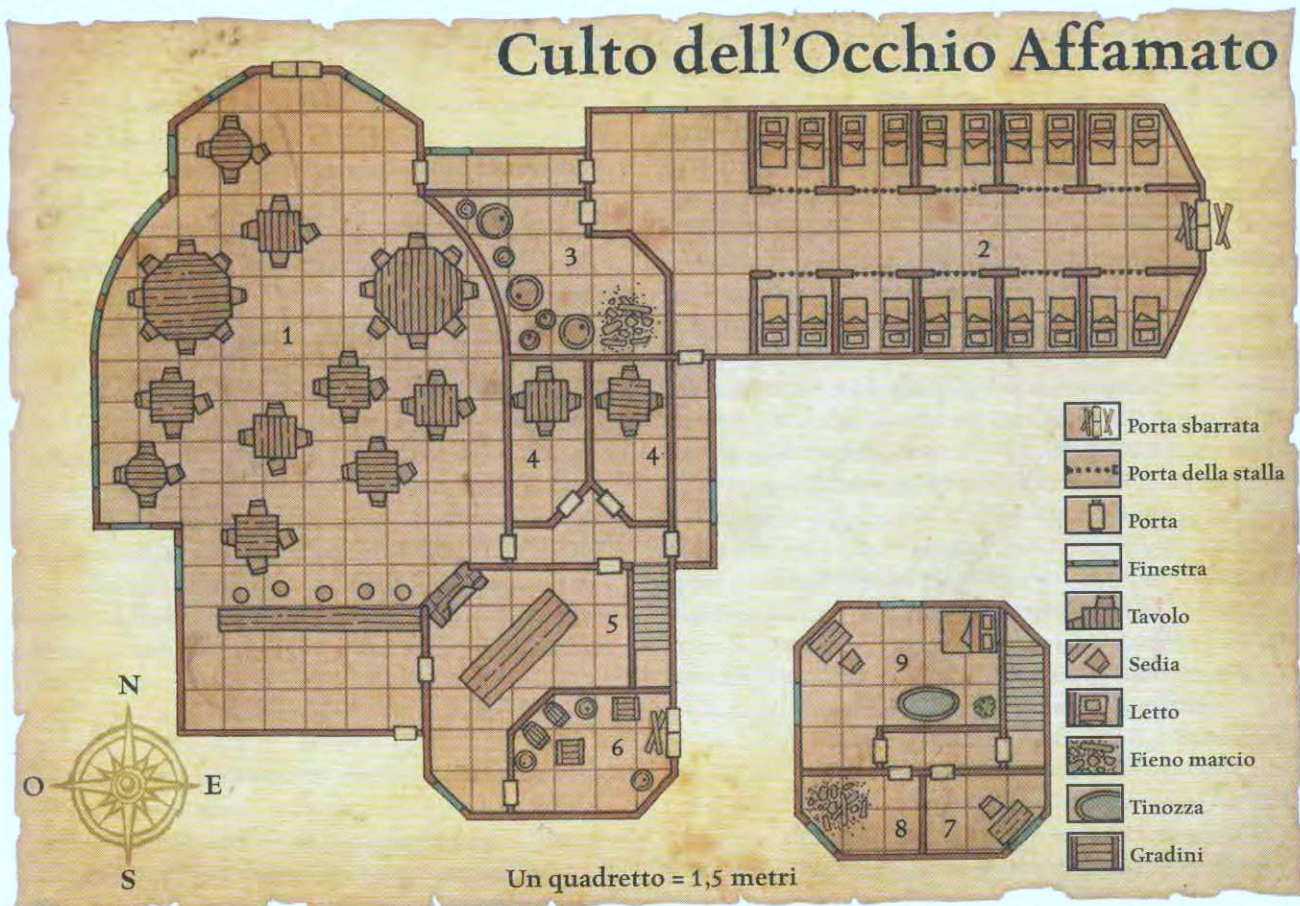 Culto dell'Occhio Affamato
1
2
3
4
4
5
6
7
8
9
Porta sbarrata
Porta della stalla
Porta
Finestra
Tavolo
Sedia
Letto
Fieno marcio
Tinozza
Gradini
N
O
E
S
Un quadretto = 1,5 metri